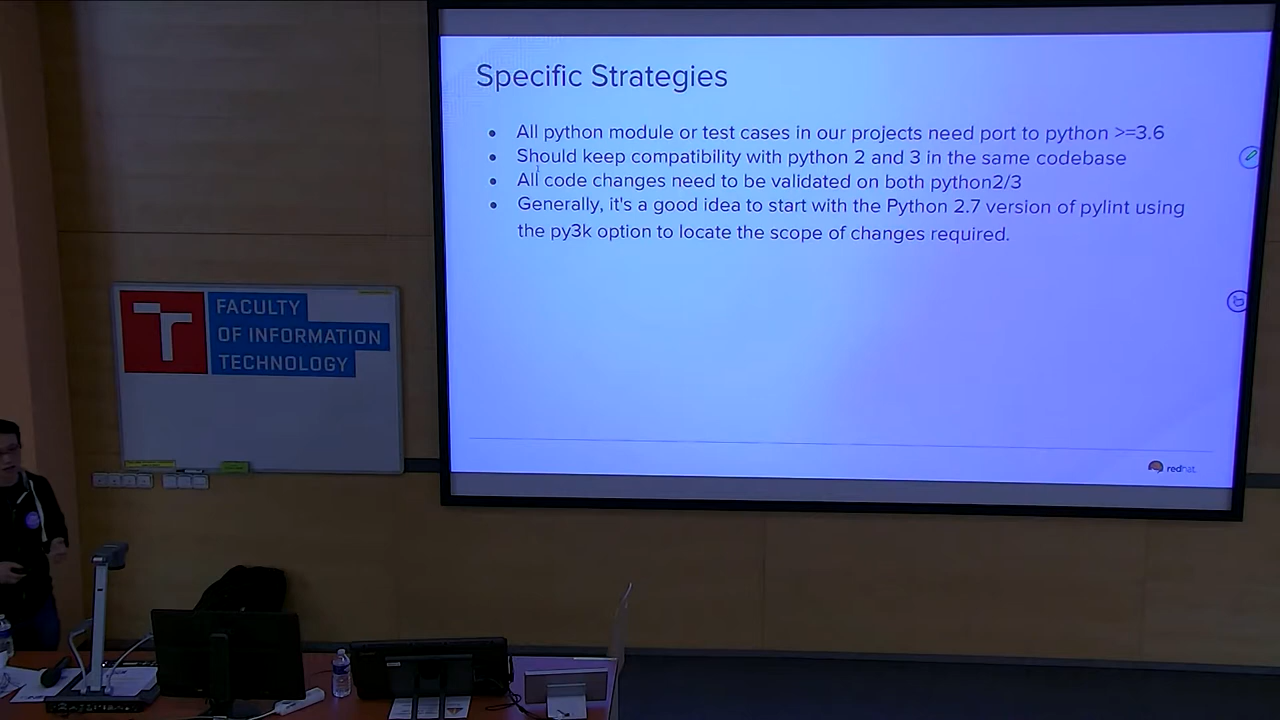 Specific Strategies
All python module or test cases in our projects need port to python >=3.6
Should keep compatibility with python 2 and 3 in the same codebase
All code changes need to be validated on both python2/3
Generally, it's a good idea to start with the Python 2.7 version of pylint using
the py3k option to locate the scope of changes required.
redhat.
T
FACULTY
OF INFORMATION
TECHNOLOGY